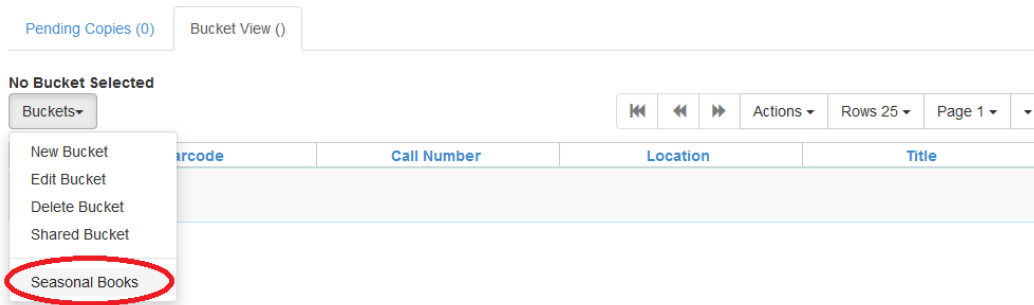 Pending Copies (0) Bucket View ()
No Bucket Selected
Buckets Actions Rows 25 Page 1
arcode Call Number Location Title
New Bucket
Edit Bucket
Delete Bucket
Shared Bucket
Seasonal Books